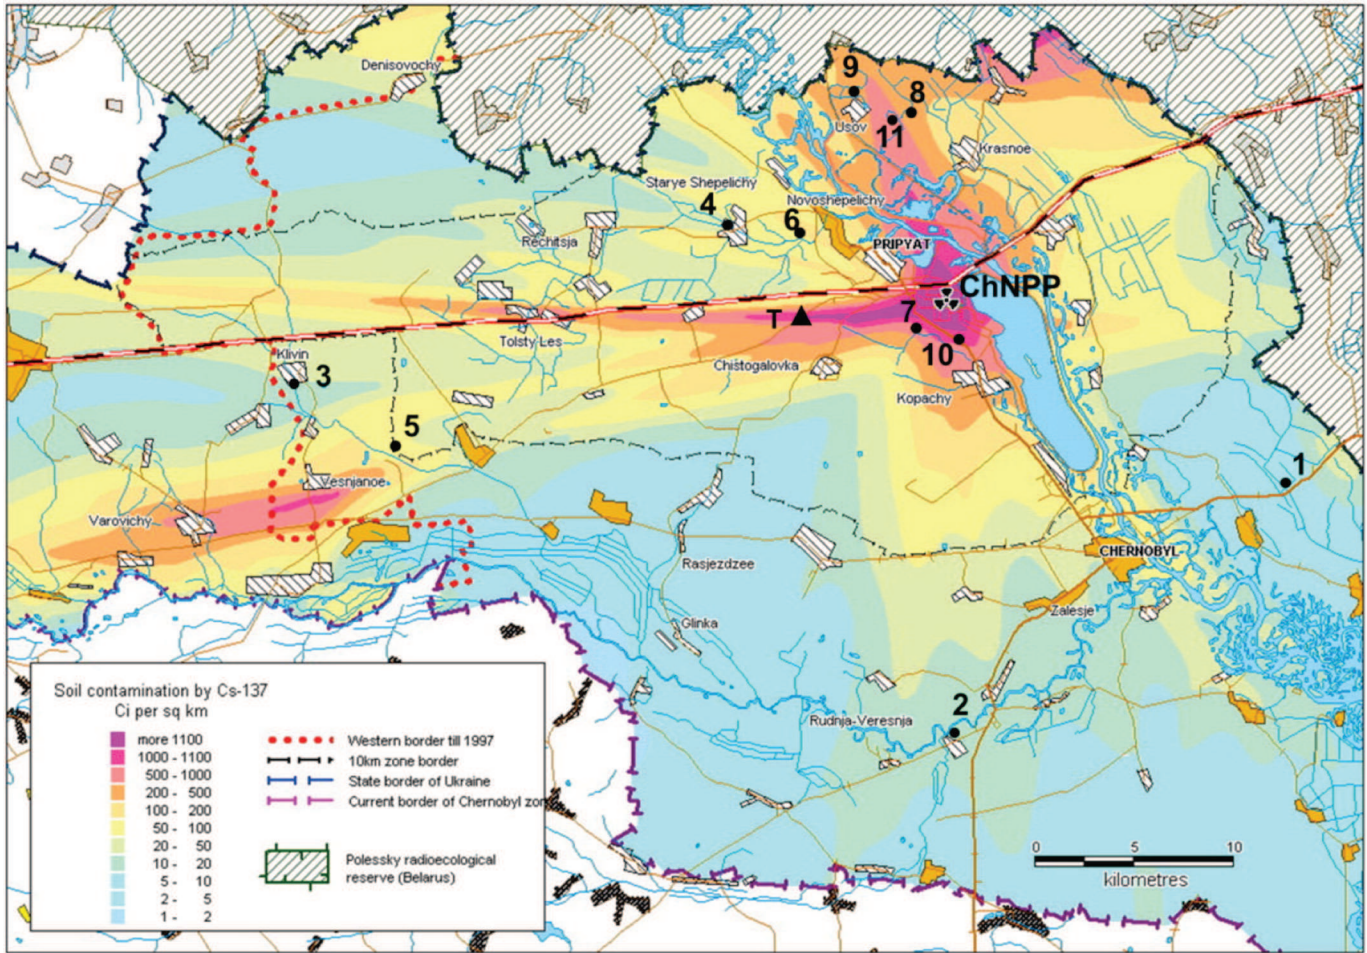 Denisovochy
9
8
Usov
11
Krasnoe
Starye Shepelichy
4
Novoshepelichy
6
Rechitsja
PRIPYAT
ChNPP
T
7
Tolsty Les
10
Klivin
3
Chistogalovka
Kopachy
5
1
Vesnjanoe
Varovichy
CHERNOBYL
Rasjezdzee
Zalesje
Glinka
2
Rudnja-Veresnja
Soil contamination by Cs-137
Ci per sq km
more 1100
1000 - 1100
500 - 1000
200 - 500
100 - 200
50 - 100
20 - 50
10 - 20
5 - 10
2 - 5
1 - 2
Western border till 1997
10km zone border
State border of Ukraine
Current border of Chernobyl zon
Polessky radioecological
reserve (Belarus)
0 5 10
kilometres